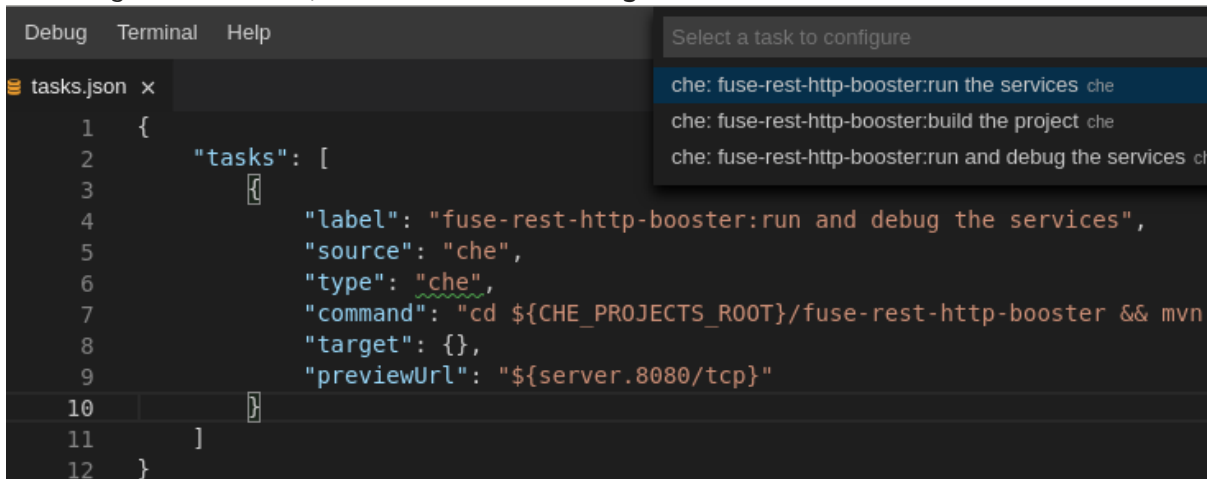 Debug Terminal Help
Select a task to configure
che: fuse-rest-http-booster:run the services che
che: fuse-rest-http-booster:build the project che
che: fuse-rest-http-booster:run and debug the services
tasks.json ×
1 {
2 "tasks": [
3 {
4 "label": "fuse-rest-http-booster:run and debug the services",
5 "source": "che",
6 "type": "che",
7 "command": "cd ${CHE_PROJECTS_ROOT}/fuse-rest-http-booster && mvn
8 "target": {},
9 "previewUrl": "${server.8080/tcp}"
10 }
11 ]
12 }